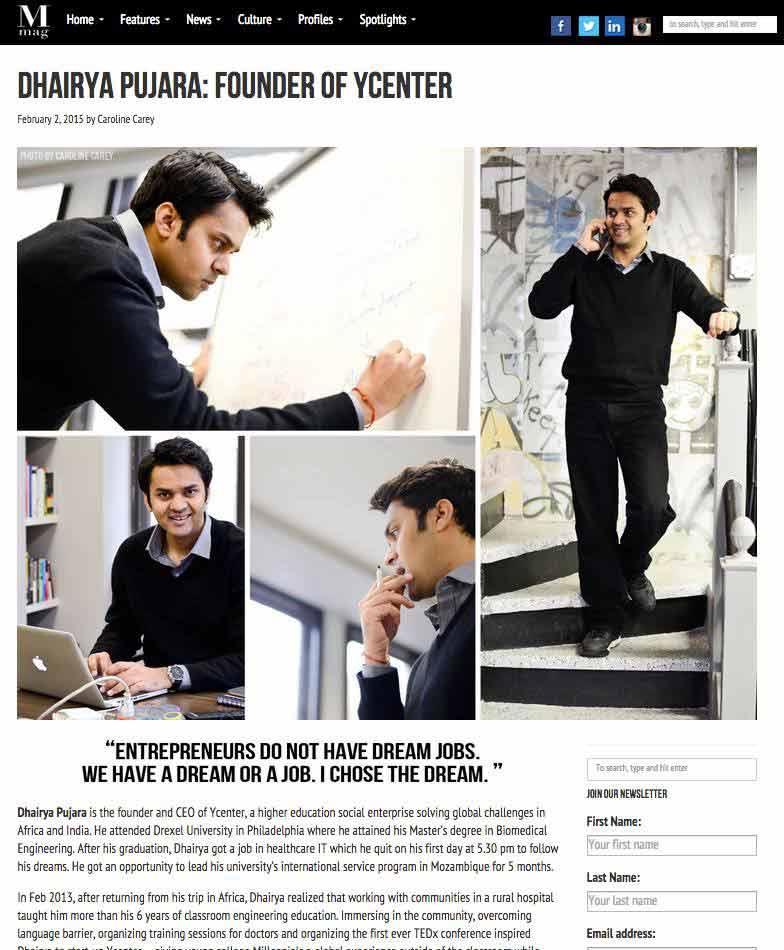 M
mag
Home Features News Culture Profiles Spotlights
To search, type and hit enter
DHAIRYA PUJARA: FOUNDER OF YCENTER
February 2, 2015 by Caroline Carey
PHOTO BY CAROLINE CAREY
“ENTREPRENEURS DO NOT HAVE DREAM JOBS.
WE HAVE A DREAM OR A JOB. I CHOSE THE DREAM. ”
Dhairya Pujara is the founder and CEO of Ycenter, a higher education social enterprise solving global challenges in
Africa and India. He attended Drexel University in Philadelphia where he attained his Master's degree in Biomedical
Engineering. After his graduation, Dhairya got a job in healthcare IT which he quit on his first day at 5.30 pm to follow
his dreams. He got an opportunity to lead his university's international service program in Mozambique for 5 months.
In Feb 2013, after returning from his trip in Africa, Dhairya realized that working with communities in a rural hospital
taught him more than his 6 years of classroom engineering education. Immersing in the community, overcoming
language barrier, organizing training sessions for doctors and organizing the first ever TEDx conference inspired
To search, type and hit enter
JOIN OUR NEWSLETTER
First Name:
Your first name
Last Name:
Your last name
Email address: